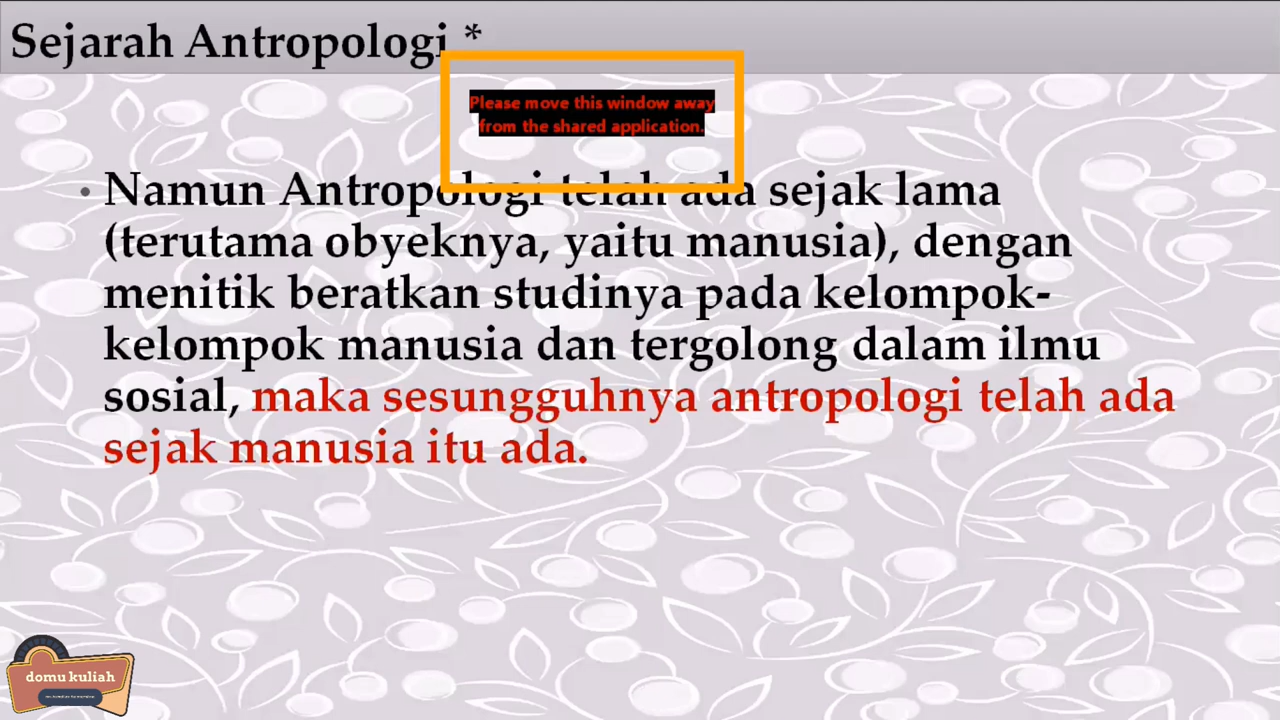 Sejarah Antropologi *
Please move this window away
from the shared application.
• Namun Antropologi telah ada sejak lama
(terutama obyeknya, yaitu manusia), dengan
menitik beratkan studinya pada kelompok-
kelompok manusia dan tergolong dalam ilmu
sosial, maka sesungguhnya antropologi telah ada
sejak manusia itu ada.
domu kuliah